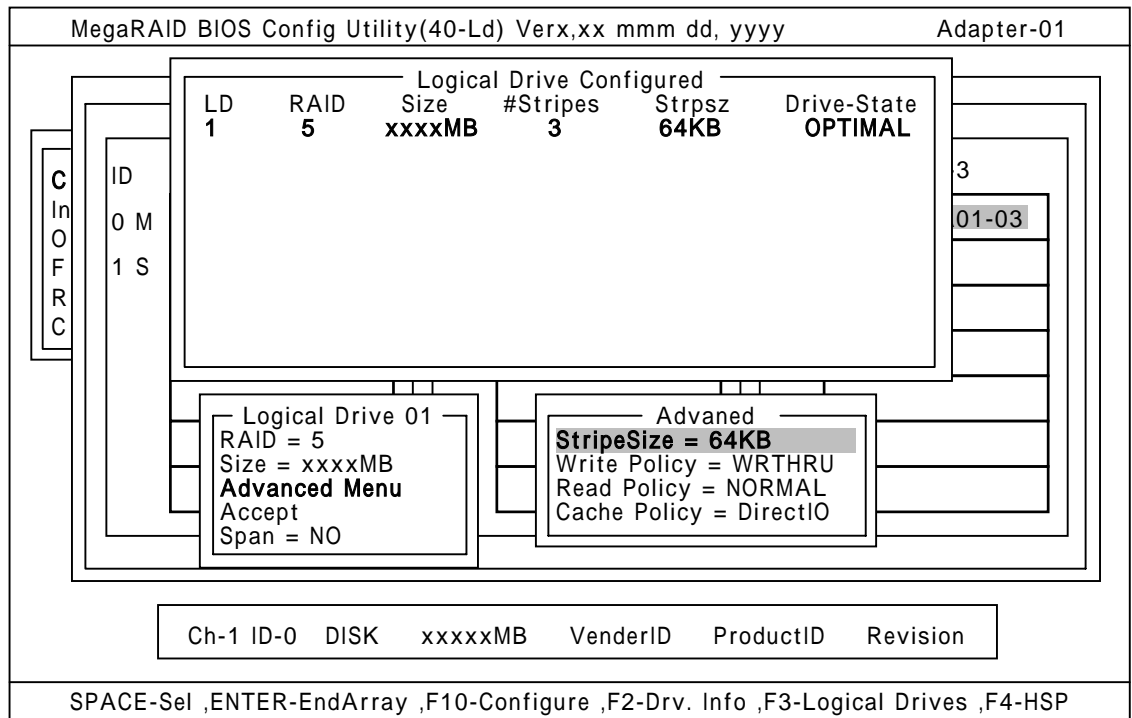 MegaRAID BIOS Config Utility(40-Ld) Verx,xx mmm dd, yyyy Adapter-01
Logical Drive Configured
LD RAID Size #Stripes Strpsz Drive-State
1 5 xxxxMB 3 64KB OPTIMAL
C
In
O
F
R
C
ID -3
0 M 01-03
1 S
Logical Drive 01
RAID = 5
Size = xxxxMB
Advanced Menu
Accept
Span = NO
Advaned
StripeSize = 64KB
Write Policy = WRTHRU
Read Policy = NORMAL
Cache Policy = DirectIO
Ch-1 ID-0 DISK xxxxxMB VenderID ProductID Revision
SPACE-Sel ,ENTER-EndArray ,F10-Configure ,F2-Drv. Info ,F3-Logical Drives ,F4-HSP